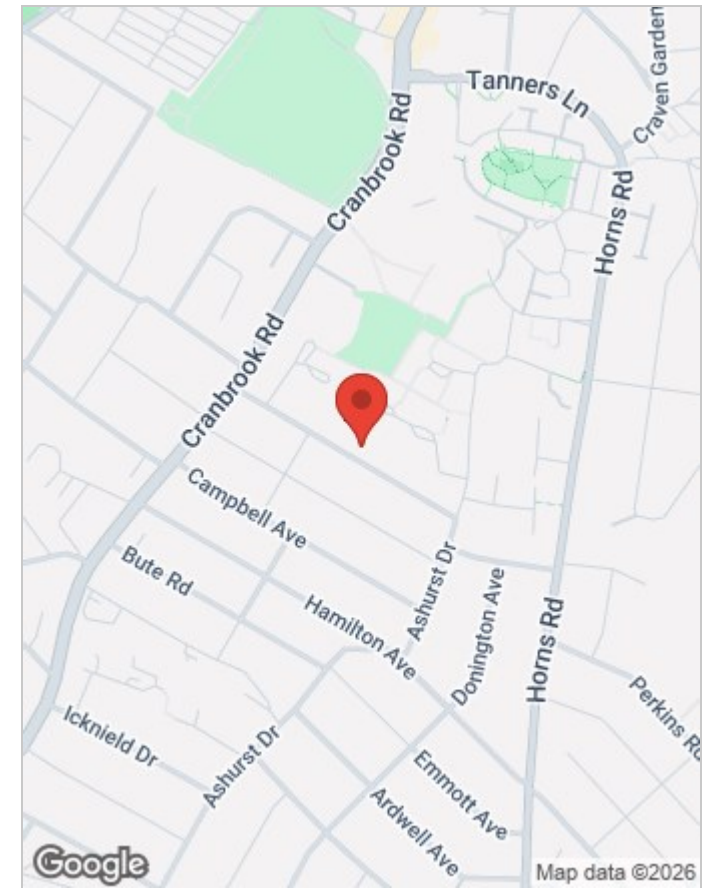 Tanners Ln
Craven Garden
Cranbrook Rd
Horns Rd
Cranbrook Rd
Campbell Ave
Bute Rd
Hamilton Ave
Ashurst Dr
Donington Ave
Horns Rd
Perkins Rd
Icknield Dr
Ashurst Dr
Emmott Ave
Ardwell Ave
Google
Map data ©2026